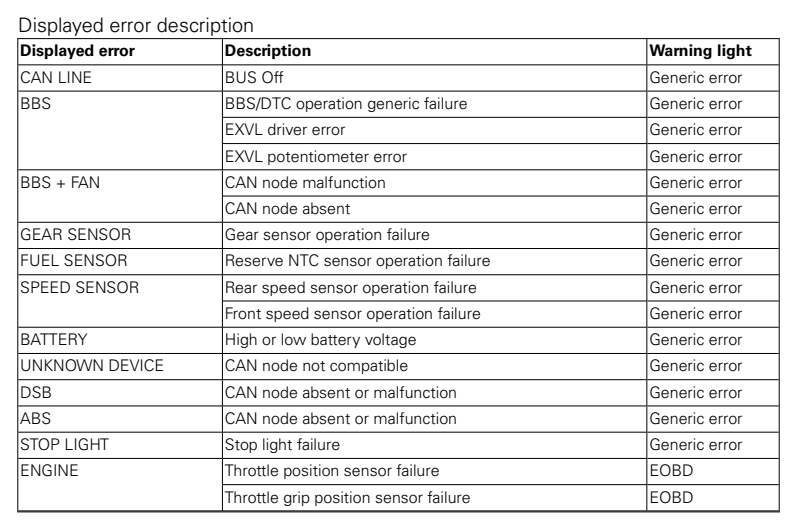 Displayed error description
Displayed error Description Warning light
CAN LINE BUS Off Generic error
BBS BBS/DTC operation generic failure Generic error
EXVL driver error Generic error
EXVL potentiometer error Generic error
BBS + FAN CAN node malfunction Generic error
CAN node absent Generic error
GEAR SENSOR Gear sensor operation failure Generic error
FUEL SENSOR Reserve NTC sensor operation failure Generic error
SPEED SENSOR Rear speed sensor operation failure Generic error
Front speed sensor operation failure Generic error
BATTERY High or low battery voltage Generic error
UNKNOWN DEVICE CAN node not compatible Generic error
DSB CAN node absent or malfunction Generic error
ABS CAN node absent or malfunction Generic error
STOP LIGHT Stop light failure Generic error
ENGINE Throttle position sensor failure EOBD
Throttle grip position sensor failure EOBD